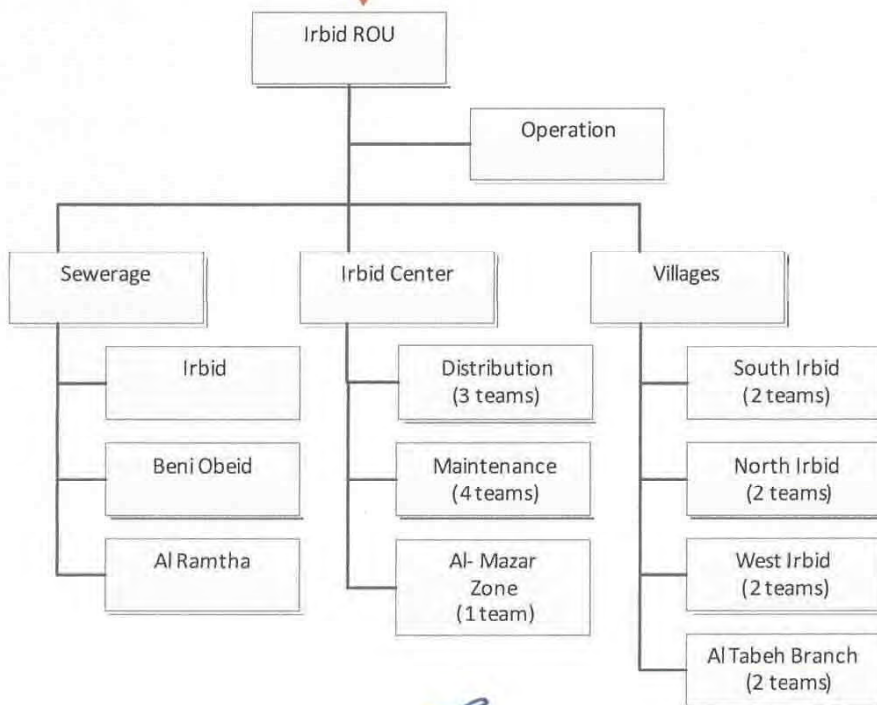 Irbid ROU
Operation
Sewerage
Irbid Center
Villages
Irbid
Distribution
(3 teams)
South Irbid
(2 teams)
Beni Obeid
Maintenance
(4 teams)
North Irbid
(2 teams)
Al Ramtha
Al- Mazar
Zone
(1 team)
West Irbid
(2 teams)
Al Tabeh Branch
(2 teams)